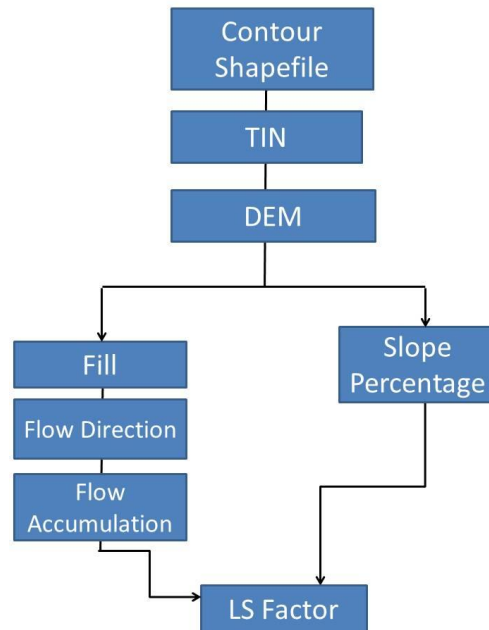 Contour
Shapefile
TIN
DEM
Fill
Flow Direction
Flow
Accumulation
Slope
Percentage
LS Factor